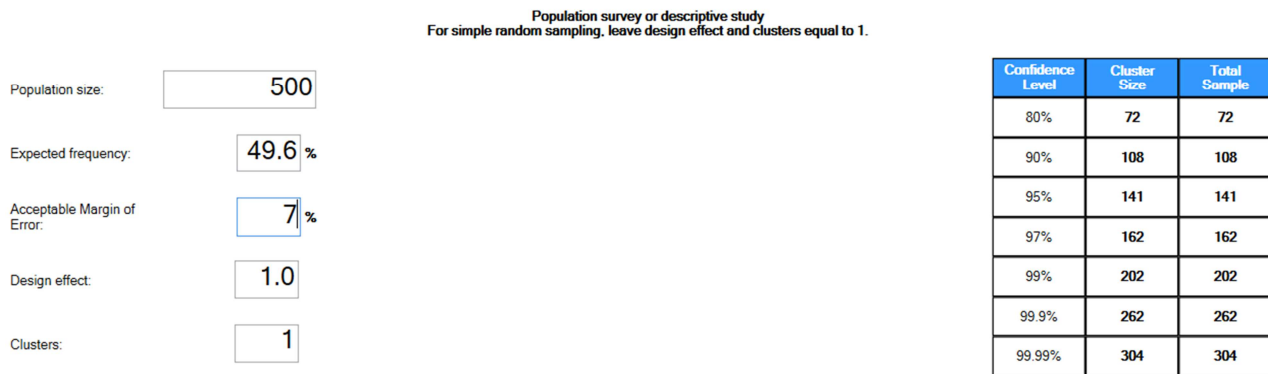 Population survey or descriptive study
For simple random sampling, leave design effect and clusters equal to 1.
Population size: 500
Expected frequency: 49.6 %
Acceptable Margin of
Error: 7 %
Design effect: 1.0
Clusters: 1
Confidence Level Cluster Size Total Sample
80% 72 72
90% 108 108
95% 141 141
97% 162 162
99% 202 202
99.9% 262 262
99.99% 304 304